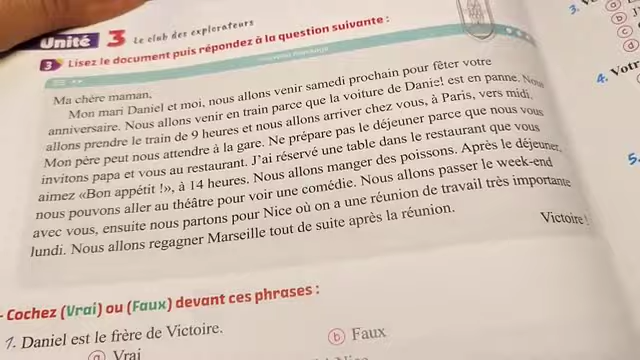 Unité 3 Le club des explorateurs
3 Lisez le document puis répondez à la question suivante :
Ma chère maman,
Mon mari Daniel et moi, nous allons venir samedi prochain pour fêter votre
anniversaire. Nous allons venir en train parce que la voiture de Daniel est en panne. Nous
allons prendre le train de 9 heures et nous allons arriver chez vous, à Paris, vers midi.
Mon père peut nous attendre à la gare. Ne prépare pas le déjeuner parce que nous vous
invitons papa et vous au restaurant. J'ai réservé une table dans le restaurant que vous
aimez «Bon appétit !», à 14 heures. Nous allons manger des poissons. Après le déjeuner,
nous pouvons aller au théâtre pour voir une comédie. Nous allons passer le week-end
avec vous, ensuite nous partons pour Nice où on a une réunion de travail très importante
lundi. Nous allons regagner Marseille tout de suite après la réunion.
Victoire !
- Cochez (Vrai) ou (Faux) devant ces phrases :
1. Daniel est le frère de Victoire.
a Vrai
b Faux
3.
a
b J'
c
d
4. Votr
5.